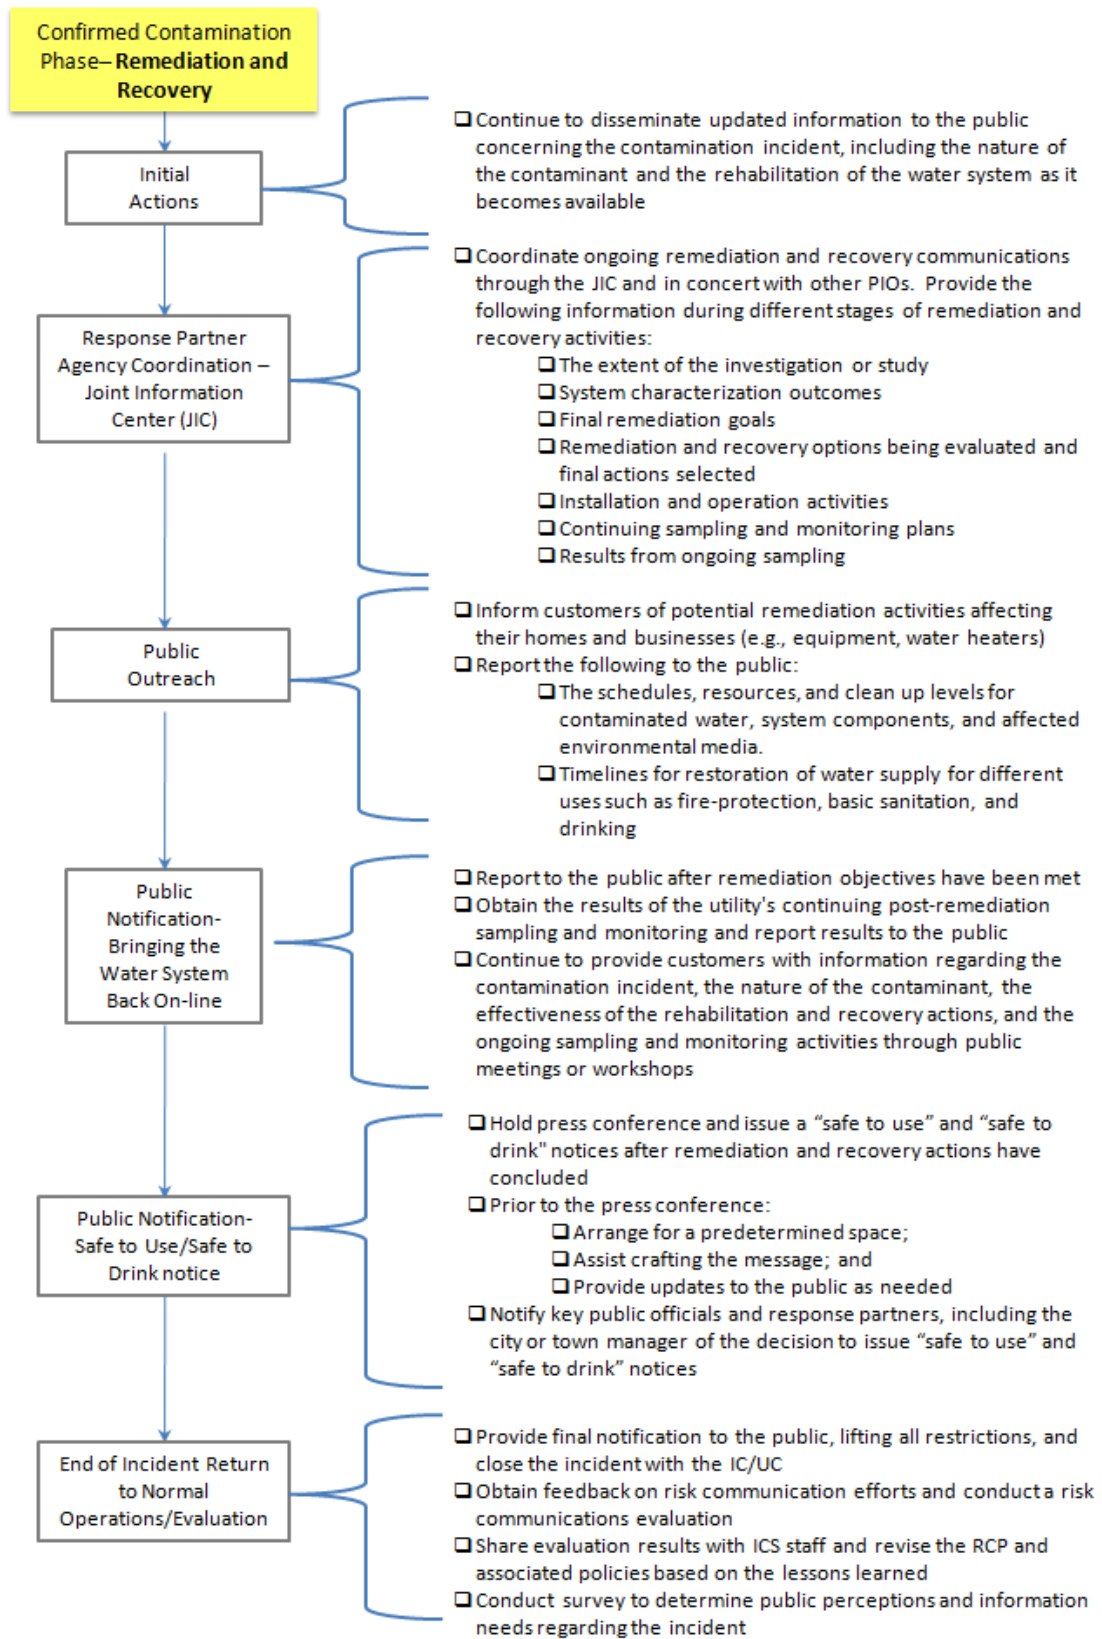 Confirmed Contamination
Phase– Remediation and
Recovery
Initial
Actions
❑ Continue to disseminate updated information to the public
concerning the contamination incident, including the nature of
the contaminant and the rehabilitation of the water system as it
becomes available
Response Partner
Agency Coordination –
Joint Information
Center (JIC)
❑ Coordinate ongoing remediation and recovery communications
through the JIC and in concert with other PIOs. Provide the
following information during different stages of remediation and
recovery activities:
❑ The extent of the investigation or study
❑ System characterization outcomes
❑ Final remediation goals
❑ Remediation and recovery options being evaluated and
final actions selected
❑ Installation and operation activities
❑ Continuing sampling and monitoring plans
❑ Results from ongoing sampling
Public
Outreach
❑ Inform customers of potential remediation activities affecting
their homes and businesses (e.g., equipment, water heaters)
❑ Report the following to the public:
❑ The schedules, resources, and clean up levels for
contaminated water, system components, and affected
environmental media.
❑ Timelines for restoration of water supply for different
uses such as fire-protection, basic sanitation, and
drinking
Public
Notification-
Bringing the
Water System
Back On-line
❑ Report to the public after remediation objectives have been met
❑ Obtain the results of the utility's continuing post-remediation
sampling and monitoring and report results to the public
❑ Continue to provide customers with information regarding the
contamination incident, the nature of the contaminant, the
effectiveness of the rehabilitation and recovery actions, and the
ongoing sampling and monitoring activities through public
meetings or workshops
Public Notification-
Safe to Use/Safe to
Drink notice
❑ Hold press conference and issue a “safe to use” and “safe to
drink" notices after remediation and recovery actions have
concluded
❑ Prior to the press conference:
❑ Arrange for a predetermined space;
❑ Assist crafting the message; and
❑ Provide updates to the public as needed
❑ Notify key public officials and response partners, including the
city or town manager of the decision to issue “safe to use” and
“safe to drink” notices
End of Incident Return
to Normal
Operations/Evaluation
❑ Provide final notification to the public, lifting all restrictions, and
close the incident with the IC/UC
❑ Obtain feedback on risk communication efforts and conduct a risk
communications evaluation
❑ Share evaluation results with ICS staff and revise the RCP and
associated policies based on the lessons learned
❑ Conduct survey to determine public perceptions and information
needs regarding the incident